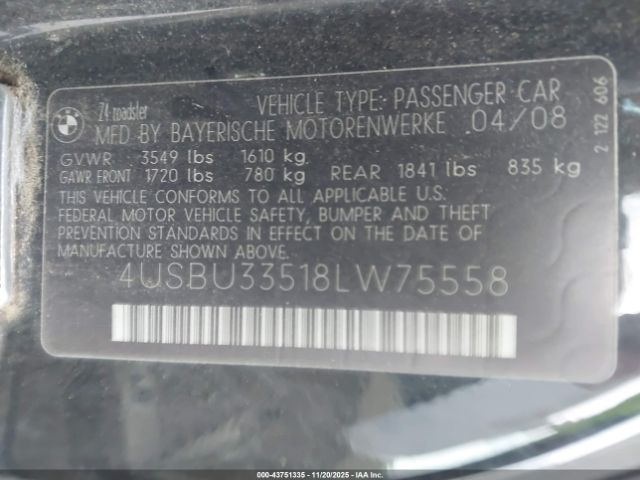 BMW
Z4 roadster
VEHICLE TYPE: PASSENGER CAR
MFD BY BAYERISCHE MOTORENWERKE 04/08
GVWR 3549 lbs 1610 kg
GAWR FRONT 1720 lbs 780 kg REAR 1841 lbs 835 kg
THIS VEHICLE CONFORMS TO ALL APPLICABLE U.S.
FEDERAL MOTOR VEHICLE SAFETY, BUMPER AND THEFT
PREVENTION STANDARDS IN EFFECT ON THE DATE OF
MANUFACTURE SHOWN ABOVE.
4USBU33518LW75558
2 122 606
000-43751335 - 11/20/2025 - IAA Inc.